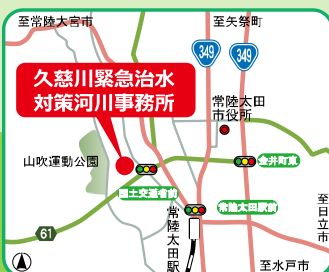 至常陸大宮市
至矢祭町
349
349
久慈川緊急治水
対策河川事務所
常陸太田
市役所
山吹運動公園
金井町東
国土交通省前
常陸太田駅前
61
常陸太田駅
至日立市
至水戸市